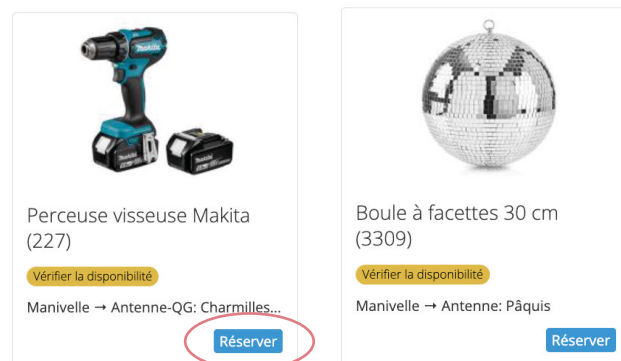 makita
Perceuse visseuse Makita
(227)
Vérifier la disponibilité
Manivelle → Antenne-QG: Charmilles...
Réserver
Boule à facettes 30 cm
(3309)
Vérifier la disponibilité
Manivelle → Antenne: Pâquis
Réserver